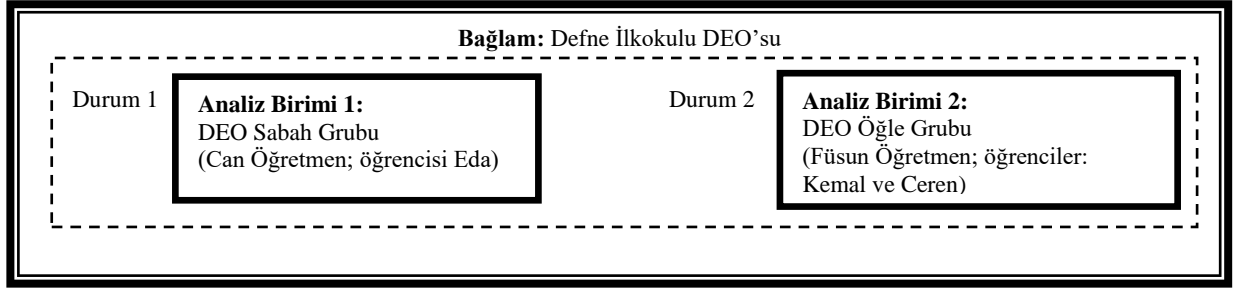 Bağlam: Defne İlkokulu DEO’su
Durum 1
Analiz Birimi 1:
DEO Sabah Grubu
(Can Öğretmen; öğrencisi Eda)
Durum 2
Analiz Birimi 2:
DEO Öğle Grubu
(Füsun Öğretmen; öğrenciler:
Kemal ve Ceren)